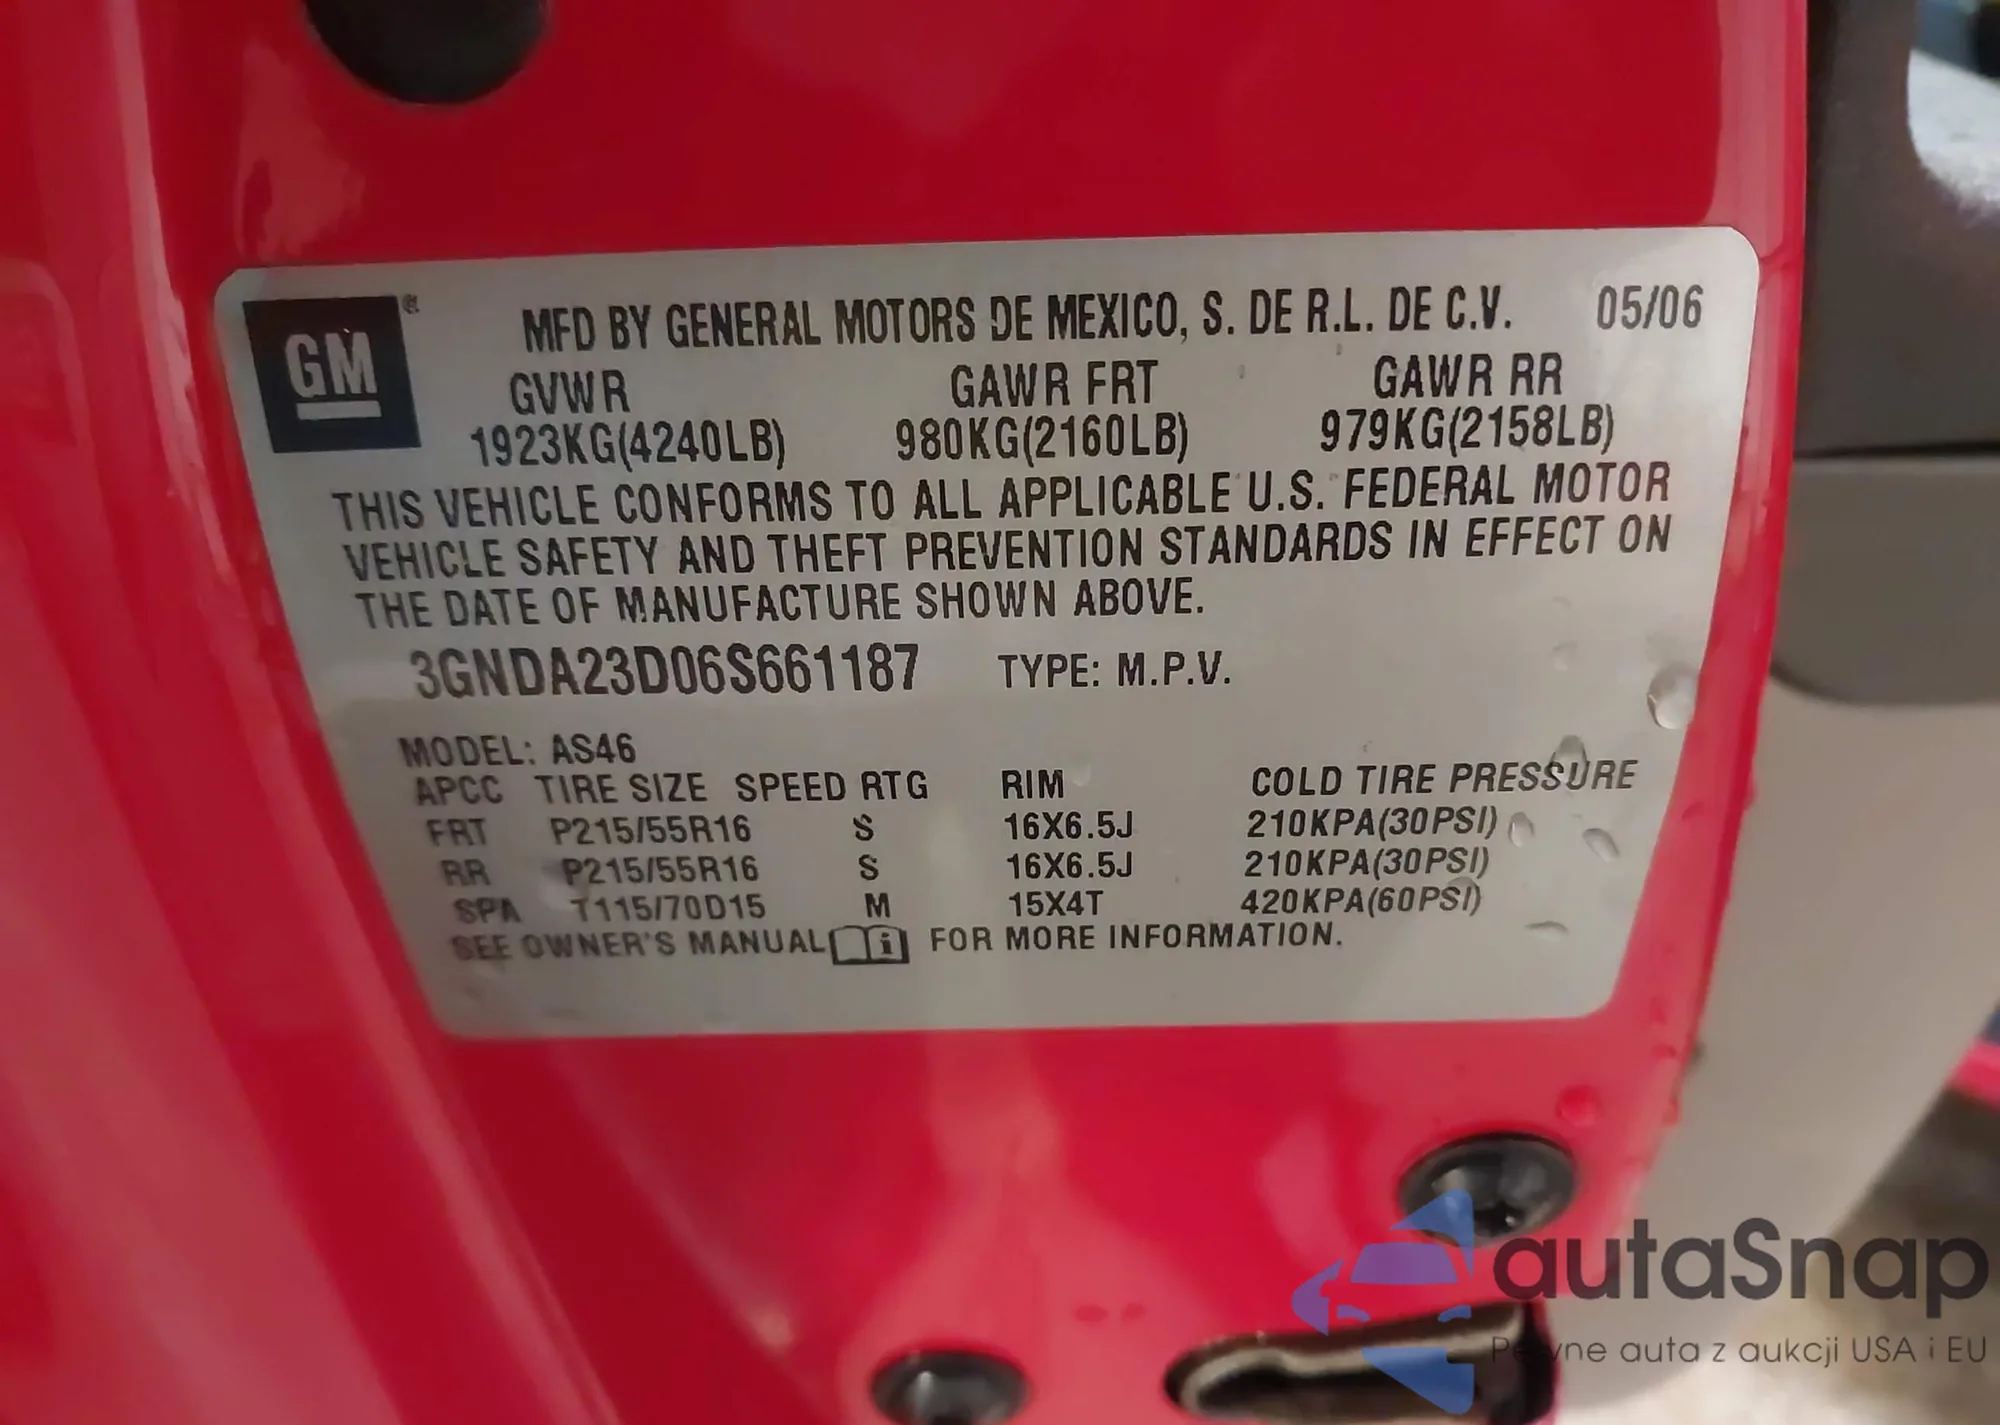 GM®
MFD BY GENERAL MOTORS DE MEXICO, S. DE R.L. DE C.V. 05/06
GVWR GAWR FRT GAWR RR
1923KG(4240LB) 980KG(2160LB) 979KG(2158LB)
THIS VEHICLE CONFORMS TO ALL APPLICABLE U.S. FEDERAL MOTOR
VEHICLE SAFETY AND THEFT PREVENTION STANDARDS IN EFFECT ON
THE DATE OF MANUFACTURE SHOWN ABOVE.
3GNDA23D06S661187 TYPE: M.P.V.
MODEL: AS46
APCC TIRE SIZE SPEED RTG RIM COLD TIRE PRESSURE
FRT P215/55R16 S 16X6.5J 210KPA(30PSI)
RR P215/55R16 S 16X6.5J 210KPA(30PSI)
SPA T115/70D15 M 15X4T 420KPA(60PSI)
SEE OWNER'S MANUAL FOR MORE INFORMATION.
autaSnap
Pewne auta z aukcji USA i EU